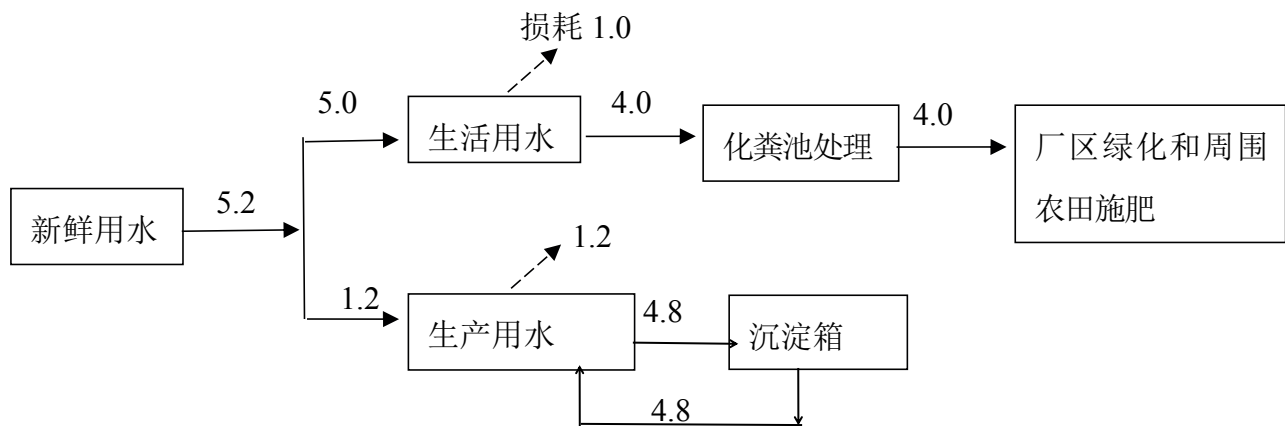 损耗 1.0
5.0
生活用水
4.0
化粪池处理
4.0
厂区绿化和周围
农田施肥
新鲜用水
5.2
1.2
1.2
生产用水
4.8
沉淀箱
4.8